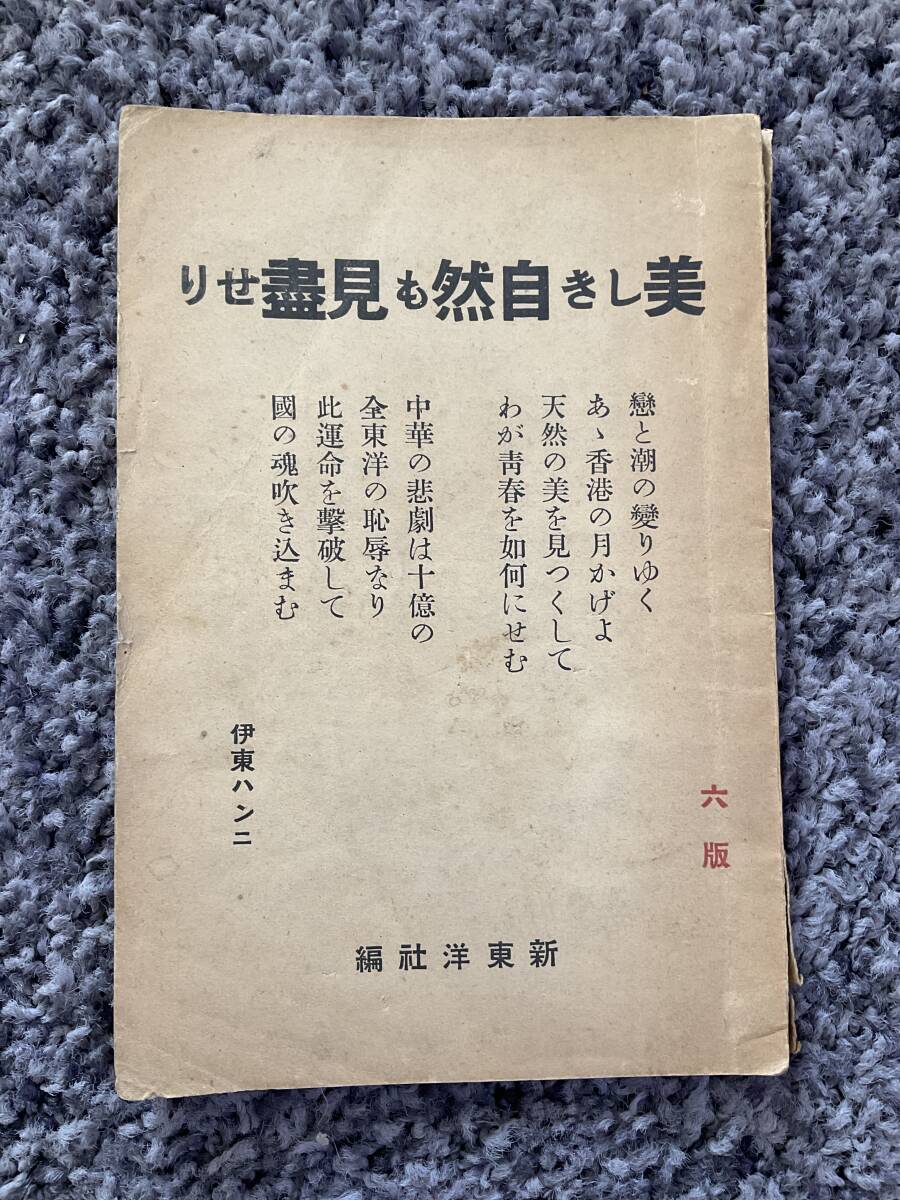 美しき自然も見盡せり
戀と潮の變りゆく
あゝ香港の月かげよ
天然の美を見つくして
わが靑春を如何にせむ
中華の悲劇は十億の
全東洋の恥辱なり
此運命を擊破して
國の魂吹き込まむ
伊東ハンニ
六版
新東洋社編